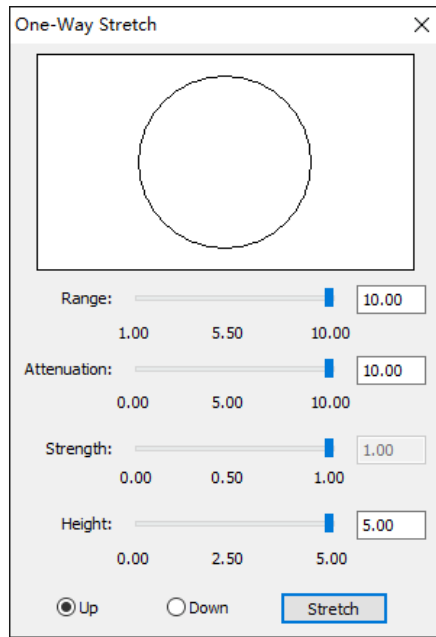 One-Way Stretch
Range: 10.00
1.00 5.50 10.00
Attenuation: 10.00
0.00 5.00 10.00
Strength: 1.00
0.00 0.50 1.00
Height: 5.00
0.00 2.50 5.00
Up Down Stretch